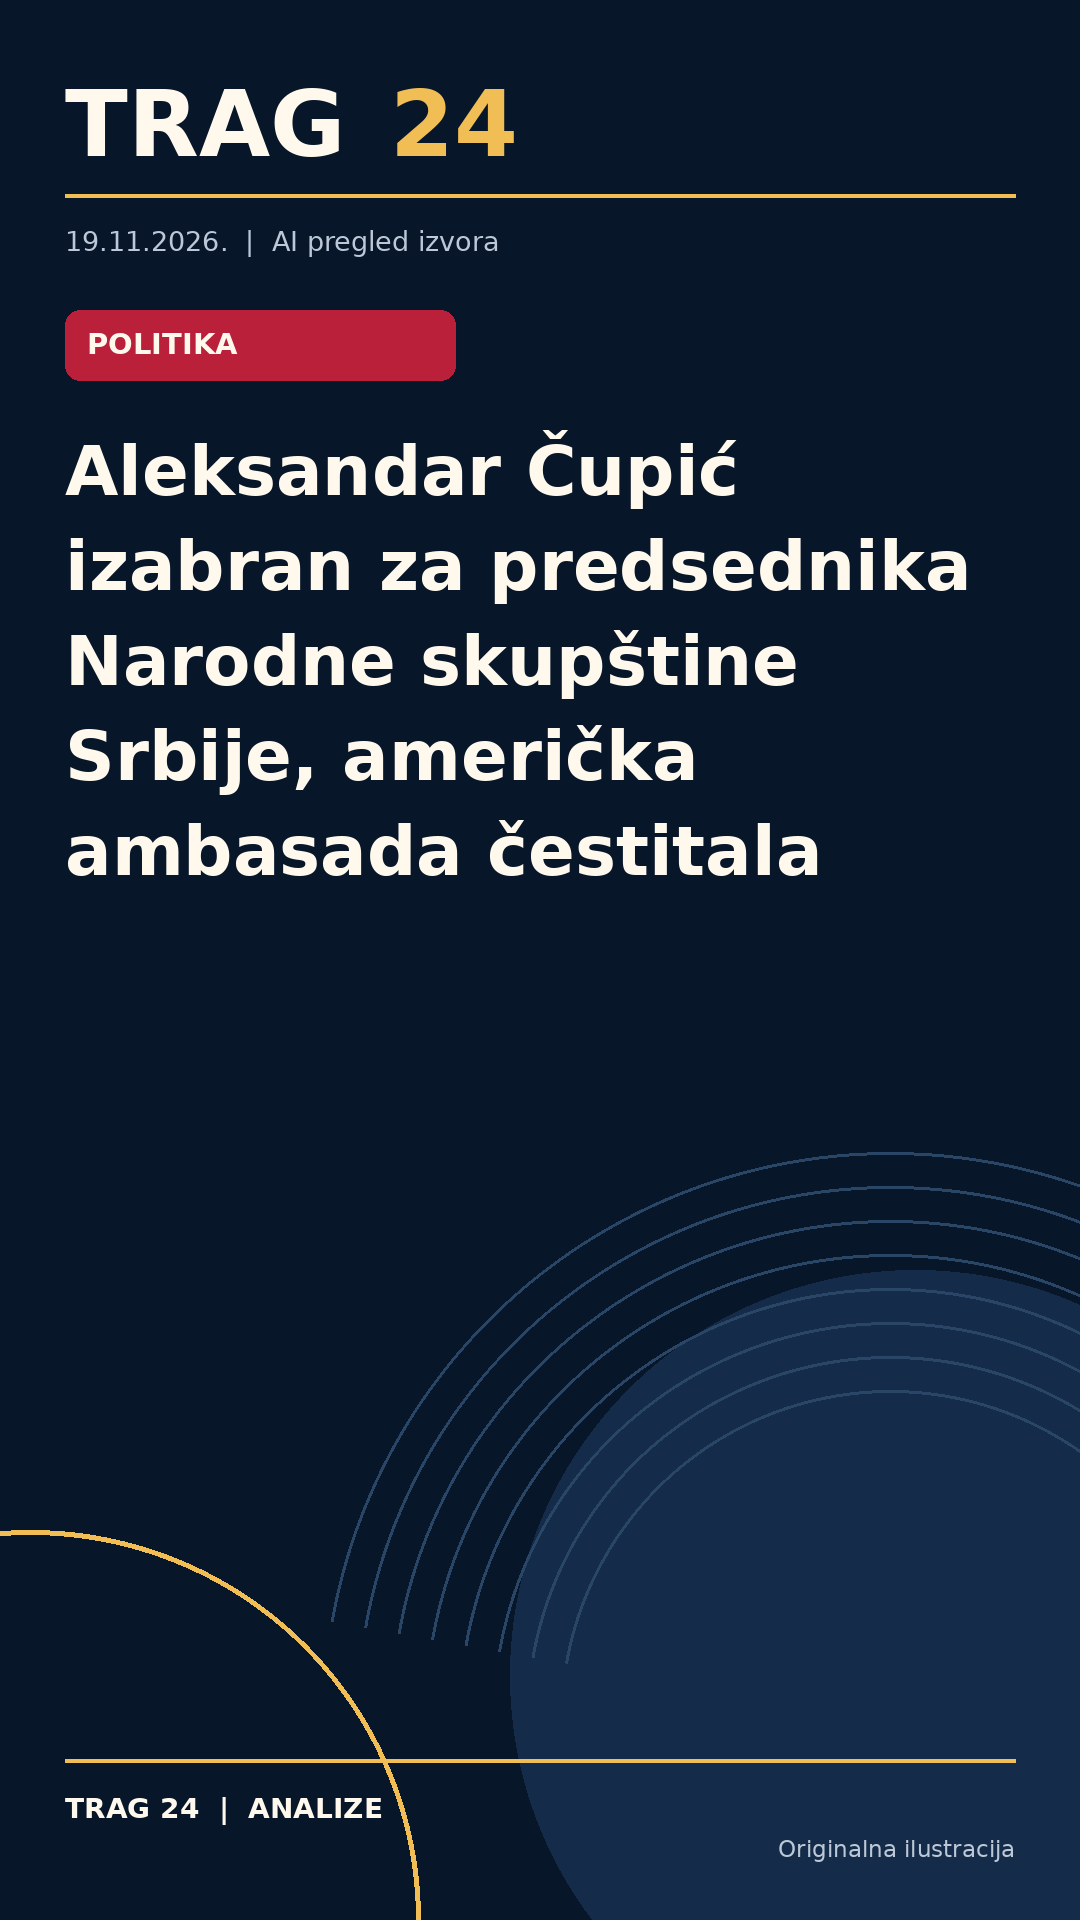 TRAG 24
19.11.2026. | AI pregled izvora
POLITIKA
Aleksandar Čupić
izabran za predsednika
Narodne skupštine
Srbije, američka
ambasada čestitala
TRAG 24 | ANALIZE
Originalna ilustracija